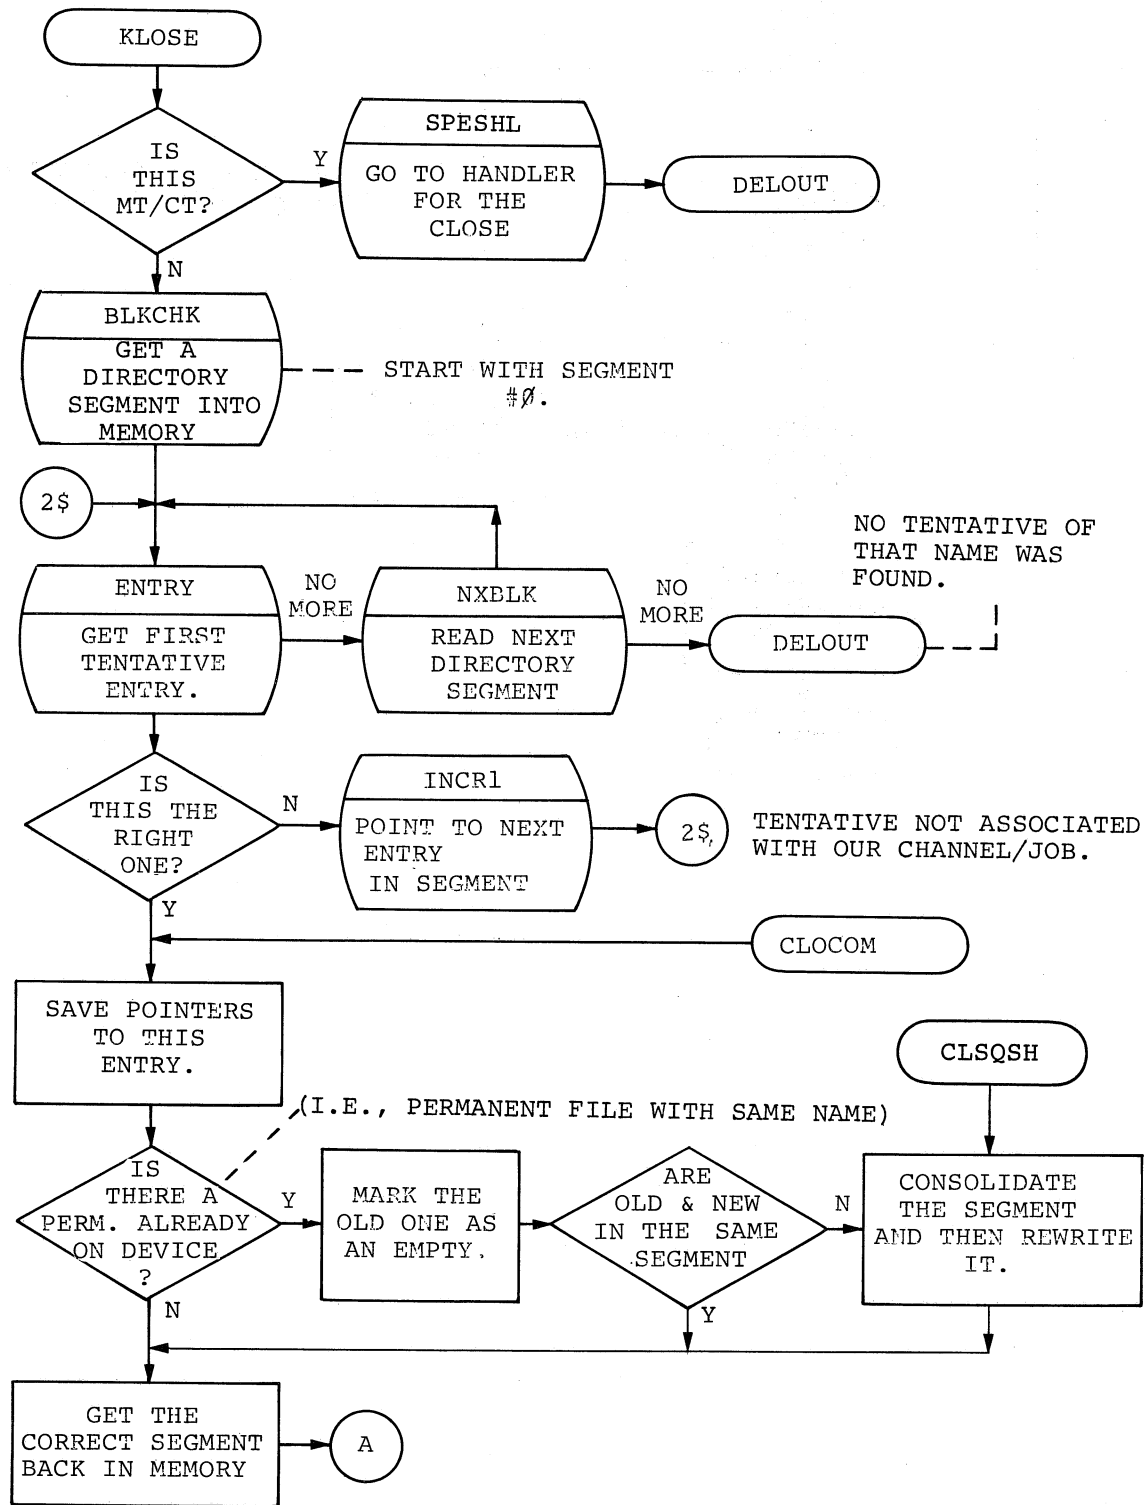 KLOSE
IS
THIS
MT/CT?
Y
SPESHL
GO TO HANDLER
FOR THE
CLOSE
DELOUT
N
BLKCHK
GET A
DIRECTORY
SEGMENT INTO
MEMORY
START WITH SEGMENT
#Ø.
2$
ENTRY
GET FIRST
TENTATIVE
ENTRY.
NO
MORE
NXBLK
READ NEXT
DIRECTORY
SEGMENT
NO
MORE
DELOUT
NO TENTATIVE OF
THAT NAME WAS
FOUND.
IS
THIS THE
RIGHT
ONE?
N
INCR1
POINT TO NEXT
ENTRY
IN SEGMENT
2$
TENTATIVE NOT ASSOCIATED
WITH OUR CHANNEL/JOB.
Y
CLOCOM
SAVE POINTERS
TO THIS
ENTRY.
CLSQSH
(I.E., PERMANENT FILE WITH SAME NAME)
IS
THERE A
PERM. ALREADY
ON DEVICE
?
Y
MARK THE
OLD ONE AS
AN EMPTY.
ARE
OLD & NEW
IN THE SAME
SEGMENT
N
CONSOLIDATE
THE SEGMENT
AND THEN REWRITE
IT.
N
Y
GET THE
CORRECT SEGMENT
BACK IN MEMORY
A